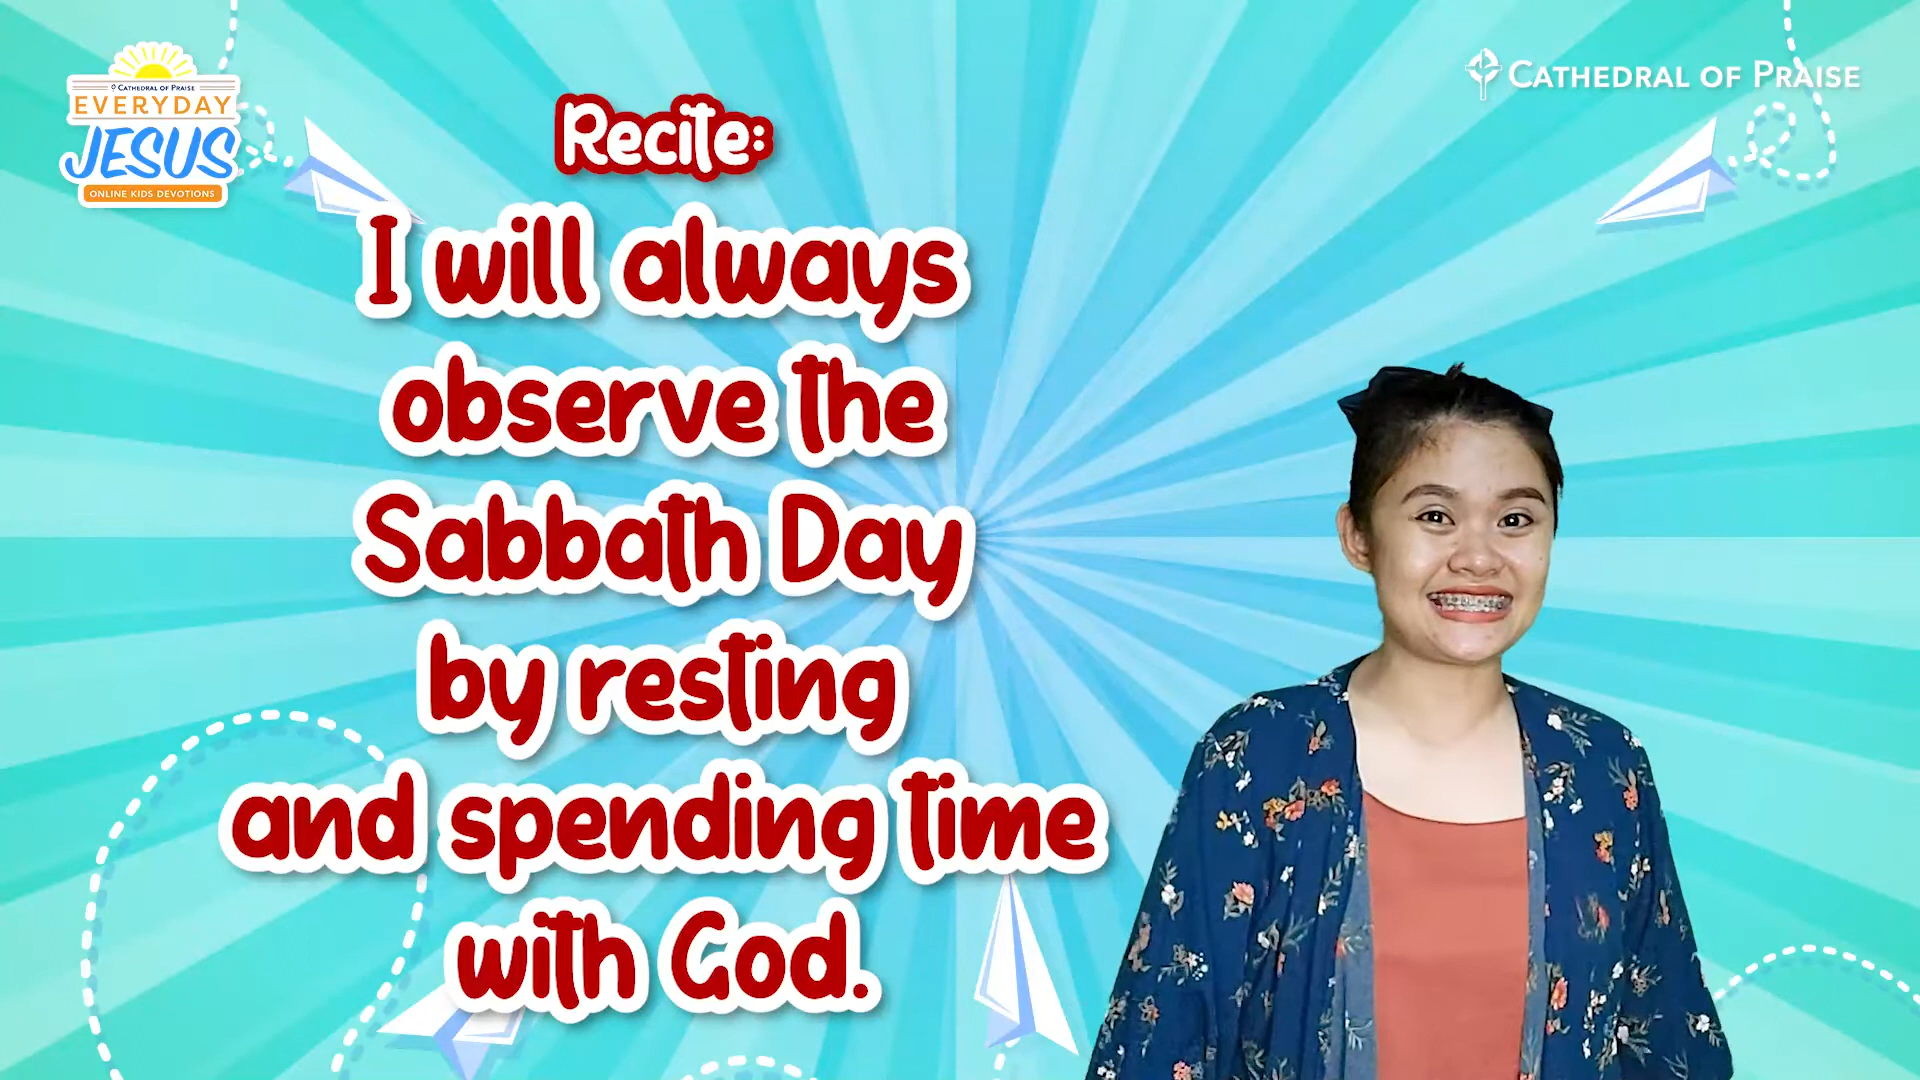 CATHEDRAL OF PRAISE
EVERYDAY
JESUS
ONLINE KIDS DEVOTIONS
CATHEDRAL OF PRAISE
Recite:
I will always
observe the
Sabbath Day
by resting
and spending time
with God.